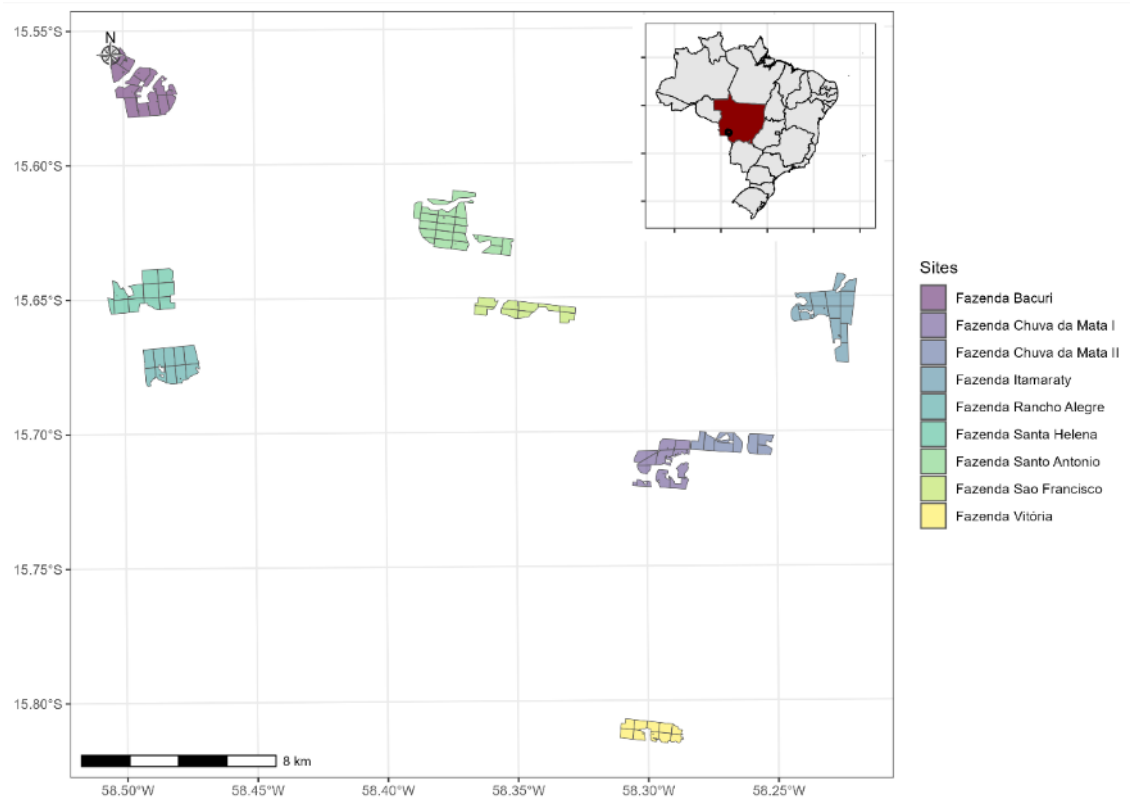 N
15.55°S
15.60°S
15.65°S
15.70°S
15.75°S
15.80°S
58.50°W
58.45°W
58.40°W
58.35°W
58.30°W
58.25°W
8 km
Sites
Fazenda Bacuri
Fazenda Chuva da Mata I
Fazenda Chuva da Mata II
Fazenda Itamaraty
Fazenda Rancho Alegre
Fazenda Santa Helena
Fazenda Santo Antonio
Fazenda Sao Francisco
Fazenda Vitória